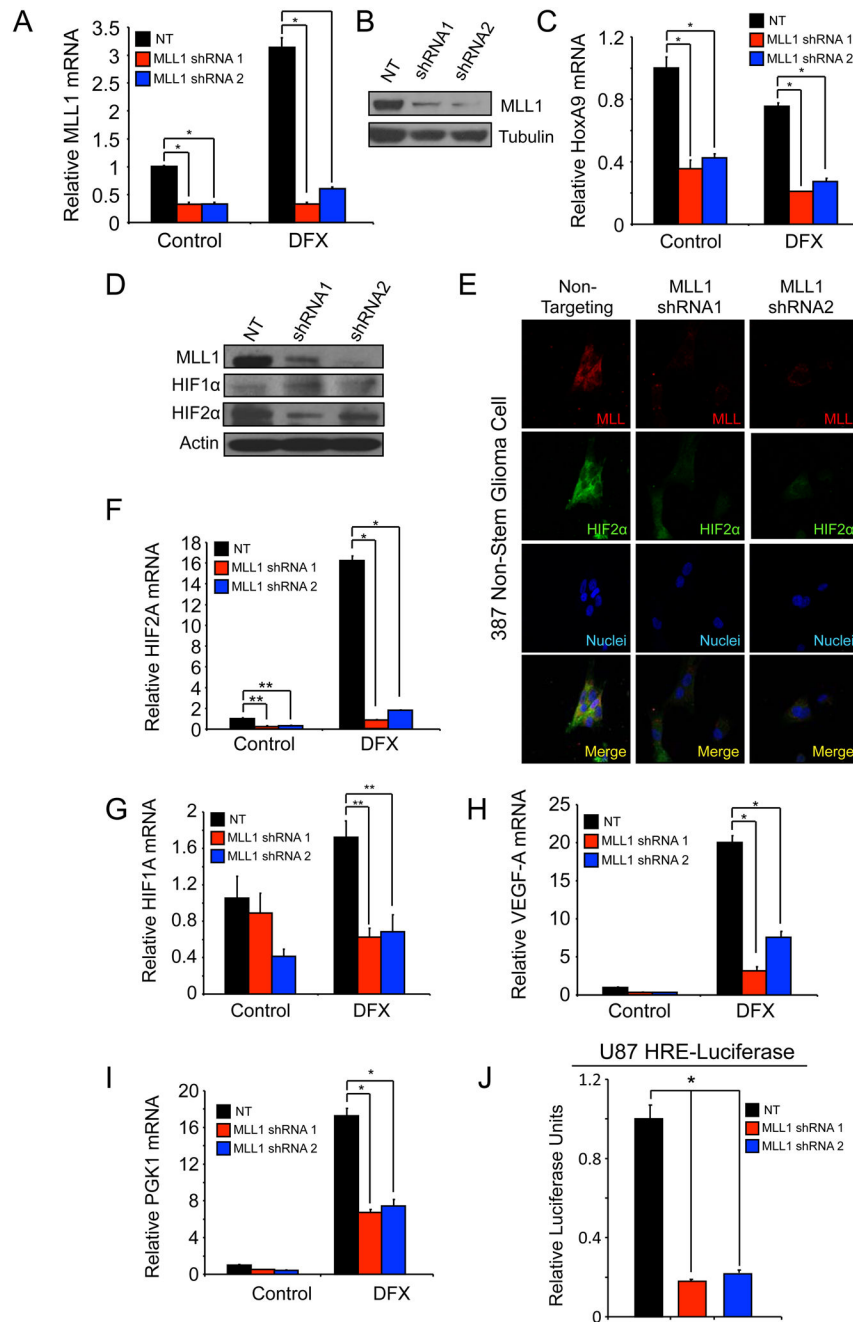 A
Relative MLL1 mRNA
3.5
3
2.5
2
1.5
1
0.5
0
NT
MLL1 shRNA 1
MLL1 shRNA 2
*
*
*
*
Control
DFX
B
NT
shRNA1
shRNA2
MLL1
Tubulin
C
Relative HoxA9 mRNA
1.2
0.8
0.4
0
NT
MLL1 shRNA 1
MLL1 shRNA 2
*
*
*
*
Control
DFX
D
NT
shRNA1
shRNA2
MLL1
HIF1α
HIF2α
Actin
E
Non-
Targeting
MLL1
shRNA1
MLL1
shRNA2
387 Non-Stem Glioma Cell
MLL
MLL
MLL
HIF2α
HIF2α
HIF2α
Nuclei
Nuclei
Nuclei
Merge
Merge
Merge
F
Relative HIF2A mRNA
18
16
14
12
10
8
6
4
2
0
NT
MLL1 shRNA 1
MLL1 shRNA 2
**
**
*
*
Control
DFX
G
Relative HIF1A mRNA
2
1.6
1.2
0.8
0.4
0
NT
MLL1 shRNA 1
MLL1 shRNA 2
**
**
Control
DFX
H
Relative VEGF-A mRNA
25
20
15
10
5
0
NT
MLL1 shRNA 1
MLL1 shRNA 2
*
*
Control
DFX
I
Relative PGK1 mRNA
20
16
12
8
4
0
NT
MLL1 shRNA 1
MLL1 shRNA 2
*
*
Control
DFX
J
U87 HRE-Luciferase
Relative Luciferase Units
1.2
0.8
0.4
0
*
NT
MLL1 shRNA 1
MLL1 shRNA 2